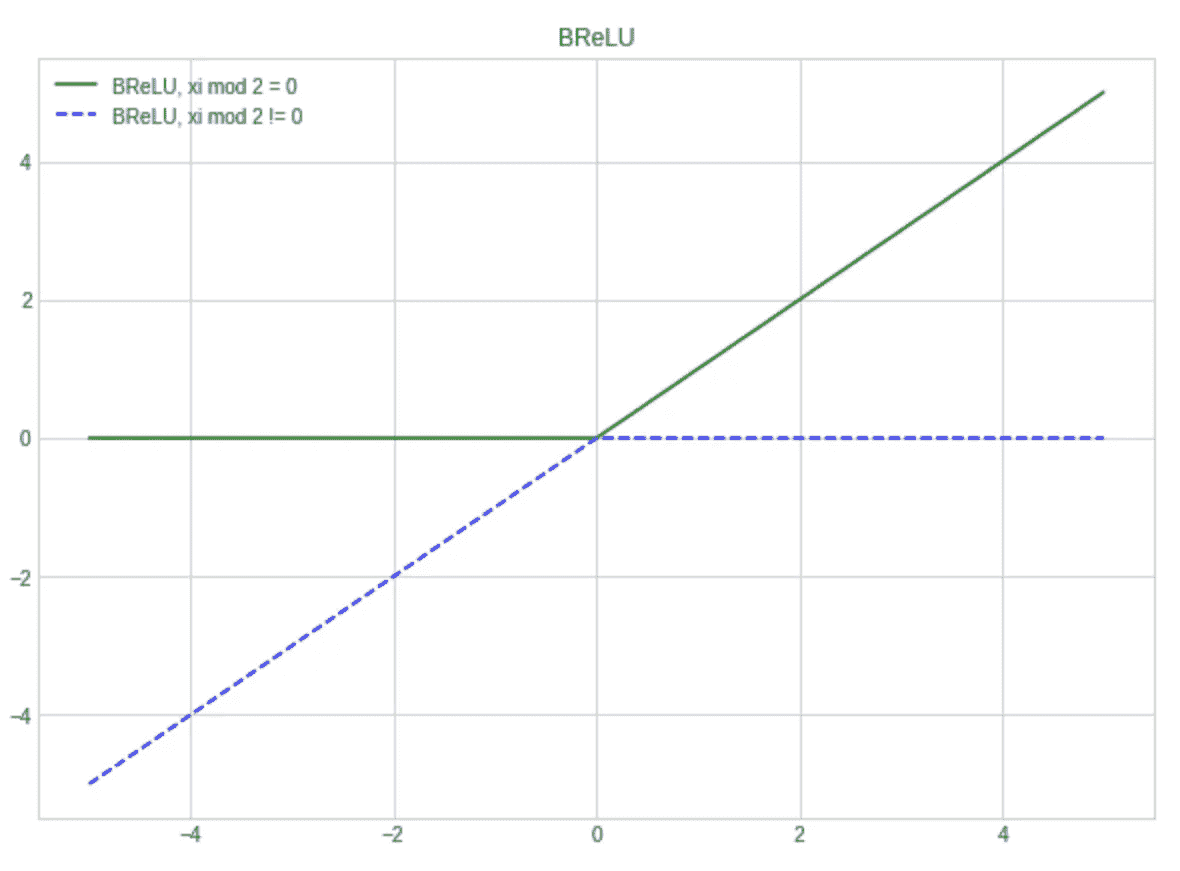 BReLU
BReLU, xi mod 2 = 0
BReLU, xi mod 2 != 0
4
2
0
−2
−4
−4 −2 0 2 4